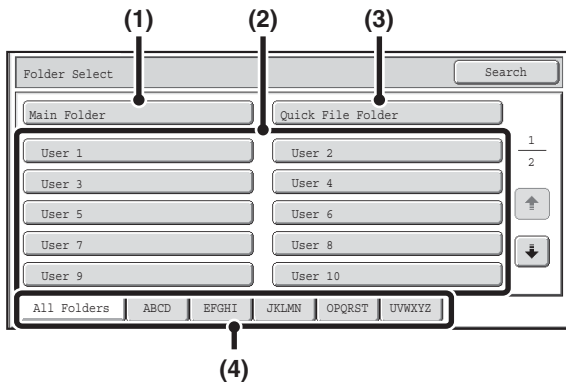 (1) (2) (3)
Folder Select Search
Main Folder Quick File Folder
User 1 User 2
User 3 User 4
User 5 User 6
User 7 User 8
User 9 User 10
1
2
All Folders ABCD EFGHI JKLMN OPQRST UVWXYZ
(4)